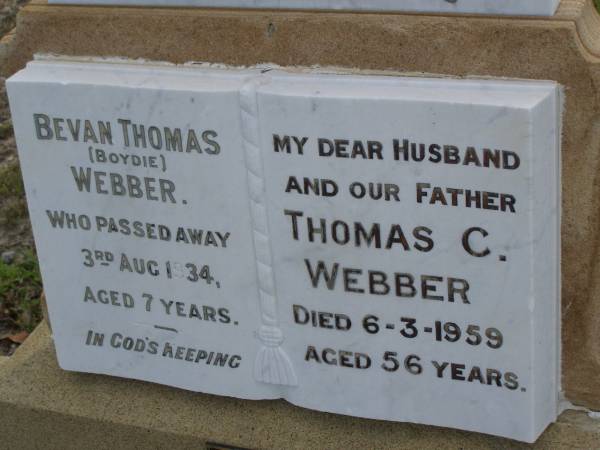 BEVAN THOMAS
(BOYDIE)
WEBBER.
WHO PASSED AWAY
3RD AUG 1934,
AGED 7 YEARS.
IN GOD'S KEEPING
MY DEAR HUSBAND
AND OUR FATHER
THOMAS C.
WEBBER
DIED 6-3-1959
AGED 56 YEARS.